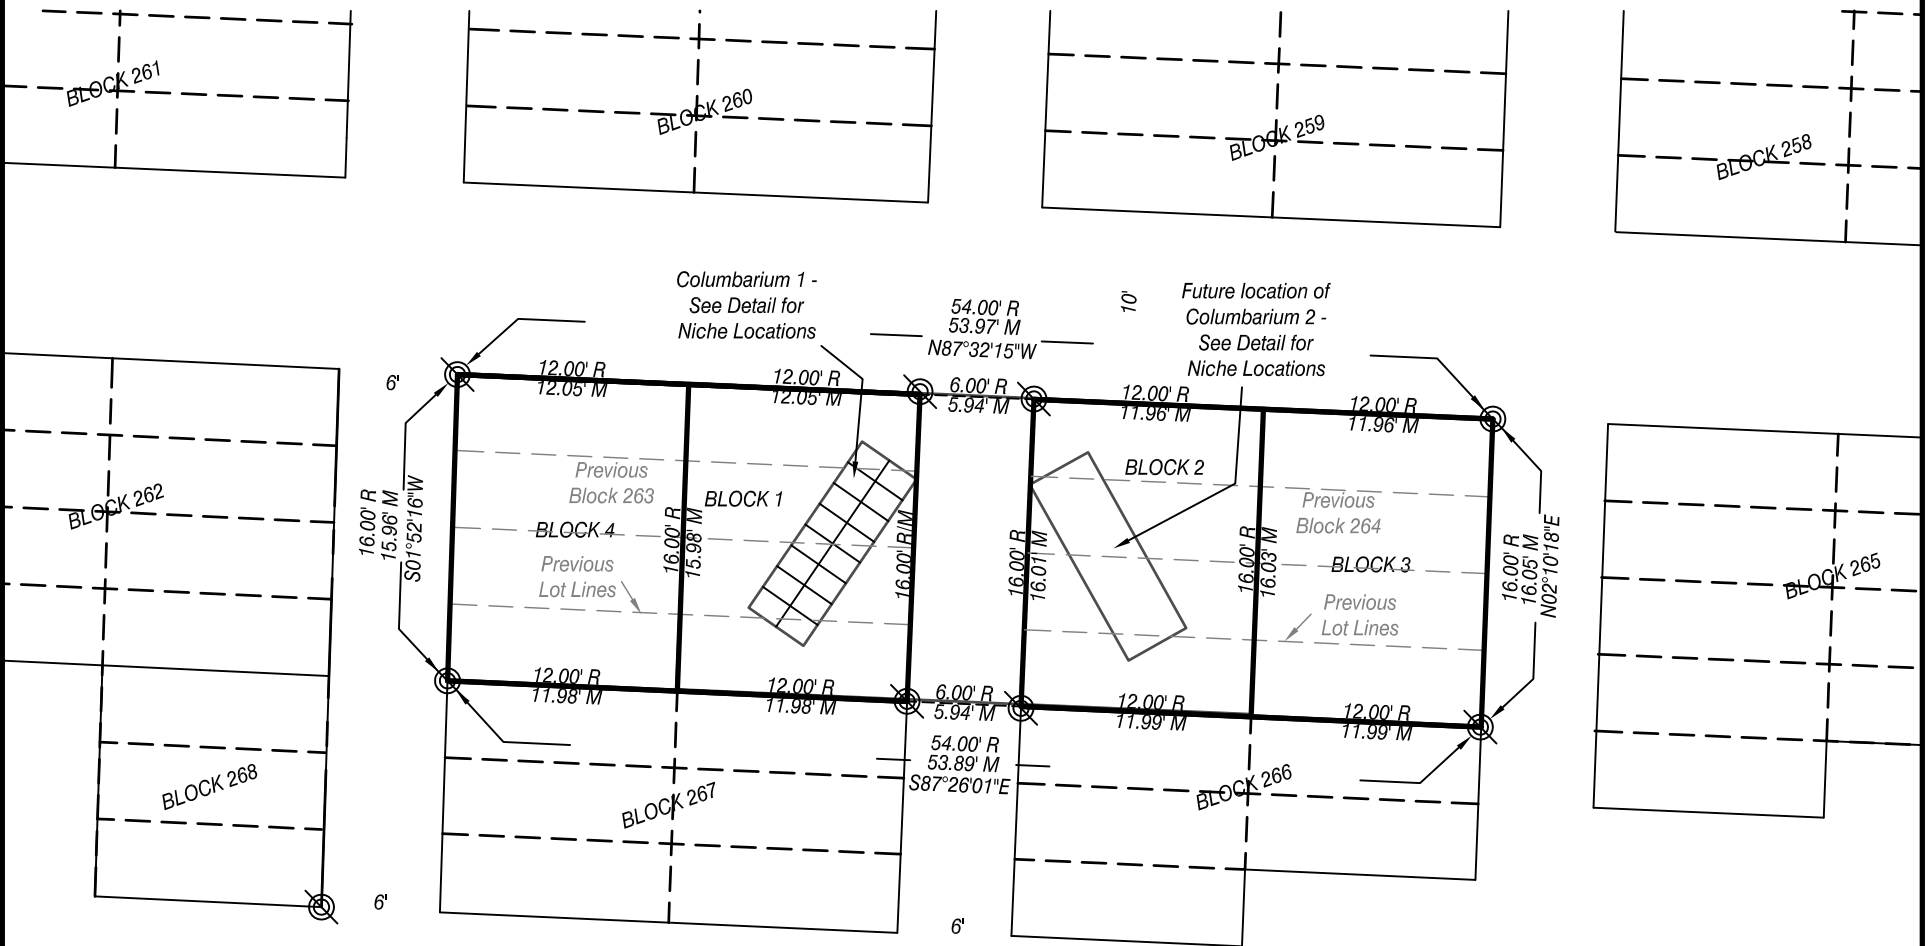 BLOCK 261
BLOCK 260
BLOCK 259
BLOCK 258
Columbarium 1 -
See Detail for
Niche Locations
54.00' R
53.97' M
N87°32'15"W
10'
Future location of
Columbarium 2 -
See Detail for
Niche Locations
6'
12.00' R
12.05' M
12.00' R
12.05' M
6.00' R
5.94' M
12.00' R
11.96' M
12.00' R
11.96' M
BLOCK 262
16.00' R
15.96' M
S01°52'16"W
Previous
Block 263
BLOCK 4
Previous
Lot Lines
16.00' R
15.98' M
BLOCK 1
16.00' R/M
16.00' R
16.01' M
BLOCK 2
16.00' R
16.03' M
Previous
Block 264
BLOCK 3
Previous
Lot Lines
16.00' R
16.05' M
N02°10'18"E
BLOCK 265
12.00' R
11.98' M
12.00' R
11.98' M
6.00' R
5.94' M
12.00' R
11.99' M
12.00' R
11.99' M
54.00' R
53.89' M
S87°26'01"E
BLOCK 268
BLOCK 267
BLOCK 266
6'
6'